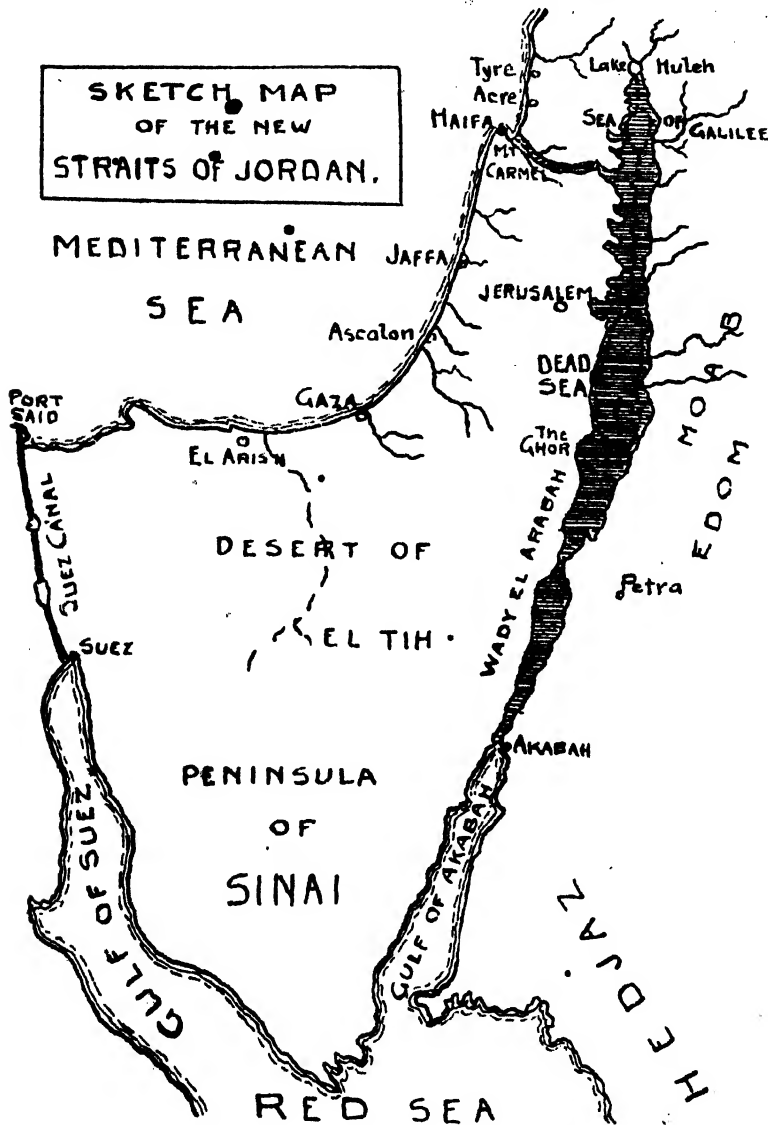 SKETCH MAP
OF THE NEW
STRAITS OF JORDAN.
Tyre
Lake Huleh
Acre
HAIFA
SEA OF GALILEE
MT
CARMEL
MEDITERRANEAN
SEA
JAFFA
JERUSALEM
Ascalon
DEAD
SEA
MOAB
PORT
SAID
GAZA
EL ARISH
The
GHOR
EDOM
SUEZ CANAL
DESERT OF
EL TIH
WADY EL ARABAH
Petra
SUEZ
AKABAH
PENINSULA
OF
SINAI
GULF OF SUEZ
GULF OF AKABAH
HEDJAZ
RED SEA